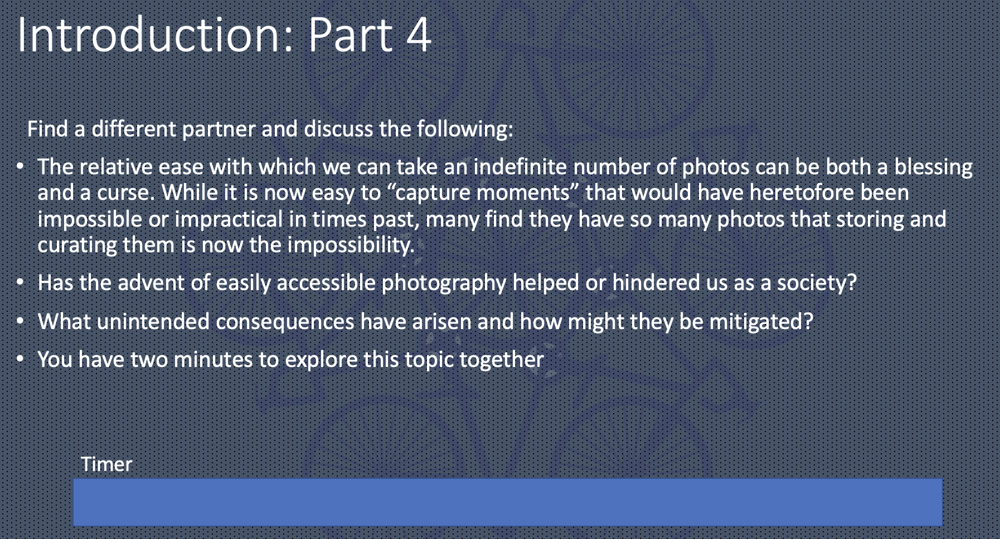 Introduction: Part 4
Find a different partner and discuss the following:
• The relative ease with which we can take an indefinite number of photos can be both a blessing
and a curse. While it is now easy to “capture moments” that would have heretofore been
impossible or impractical in times past, many find they have so many photos that storing and
curating them is now the impossibility.
• Has the advent of easily accessible photography helped or hindered us as a society?
• What unintended consequences have arisen and how might they be mitigated?
• You have two minutes to explore this topic together
Timer